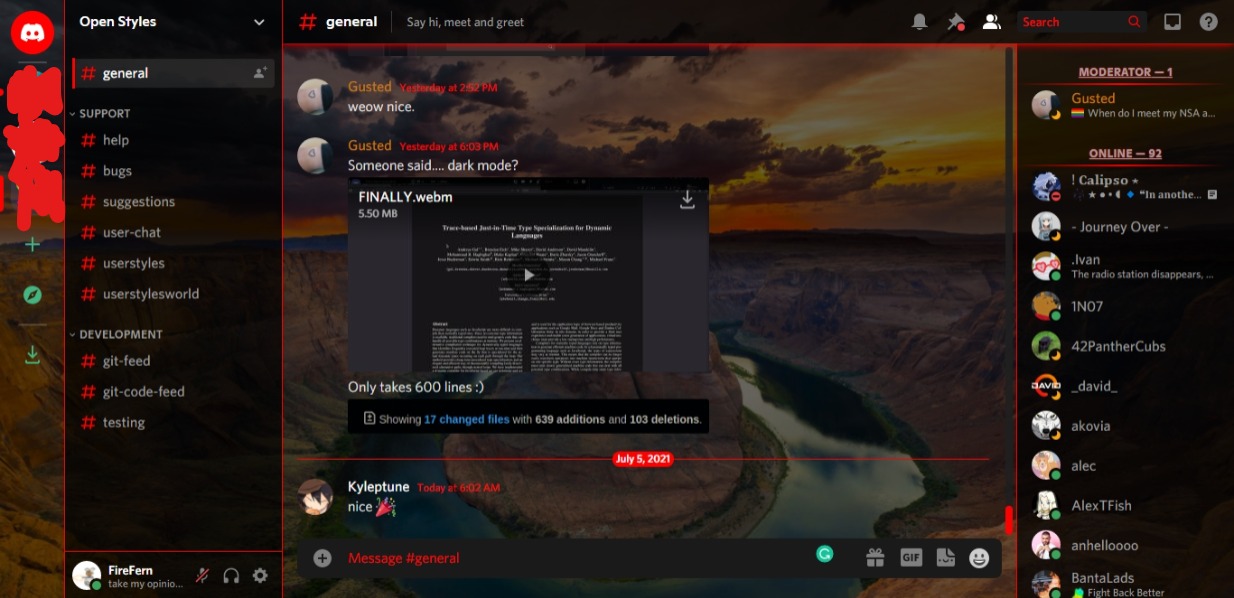 Open Styles
general
SUPPORT
help
bugs
suggestions
user-chat
userstyles
userstylesworld
DEVELOPMENT
git-feed
git-code-feed
testing
FireFern
take my opinio...
general
Say hi, meet and greet
Search
Gusted Yesterday at 2:52 PM
weow nice.
Gusted Yesterday at 6:03 PM
Someone said.... dark mode?
FINALLY.webm
5.50 MB
Trace-based Just-in-Time Type Specialization for Dynamic
Languages
Only takes 600 lines :)
Showing 17 changed files with 639 additions and 103 deletions.
July 5, 2021
Kyleptune Today at 6:02 AM
nice
Message #general
GIF
MODERATOR — 1
Gusted
When do I meet my NSA a...
ONLINE — 92
! Calipso ⋆
"In anothe...
- Journey Over -
.Ivan
The radio station disappears, ...
1N07
42PantherCubs
DAVID
_david_
akovia
alec
AlexTFish
anhelloooo
BantaLads
Fight Back Better